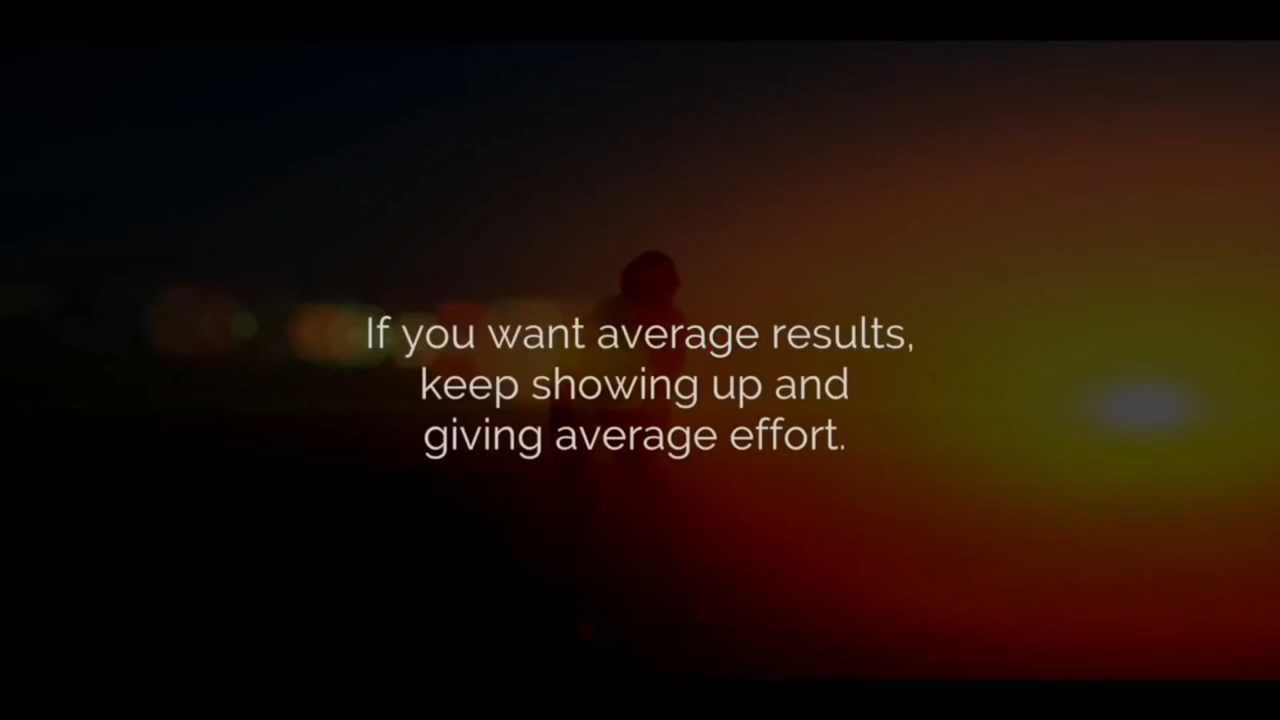 If you want average results,
keep showing up and
giving average effort.